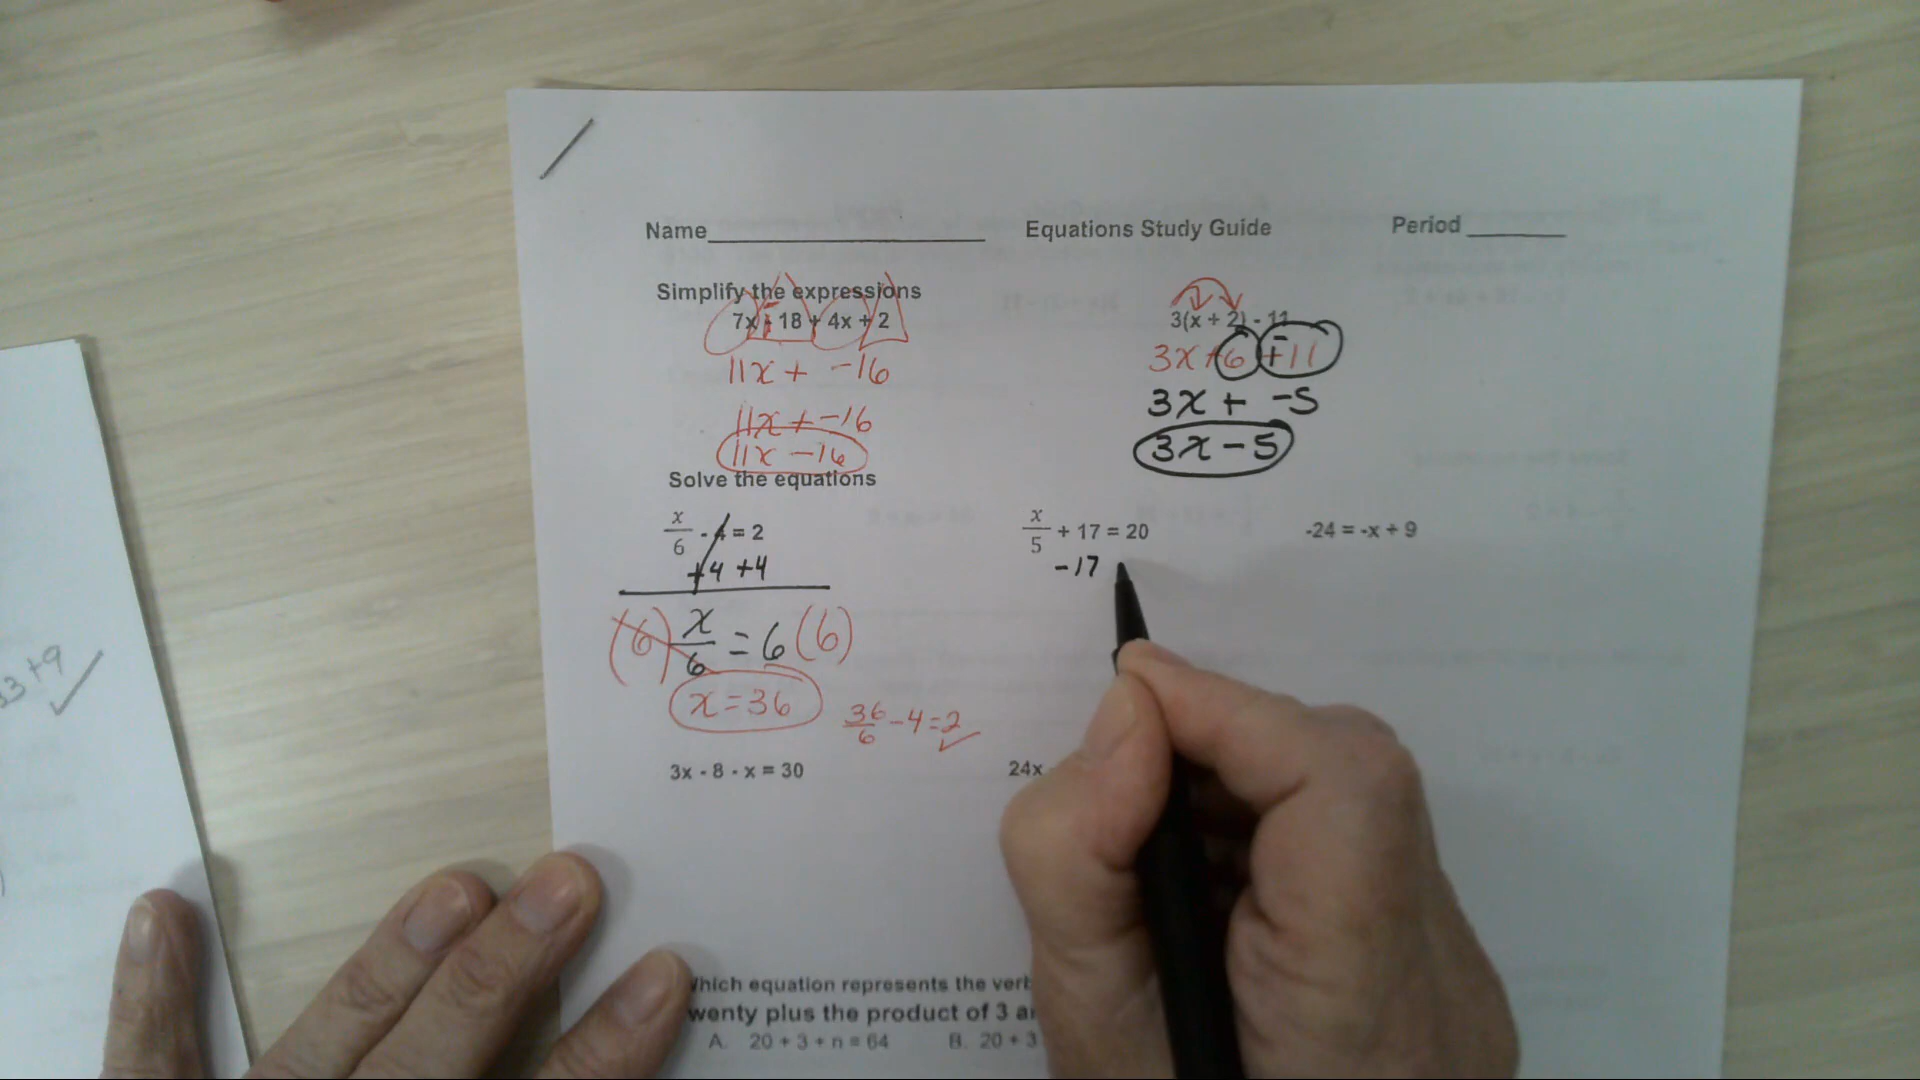 Name____________________ Equations Study Guide Period _______
Simplify the expressions
7x - 18 + 4x + 2
11x + -16
11x + -16
11x - 16
3(x + 2) - 11
3x + 6 + -11
3x + -5
3x - 5
Solve the equations
x/6 - 4 = 2
+4 +4
(6) x/6 = 6 (6)
x = 36
36/6 - 4 = 2 ✓
x/5 + 17 = 20
-17
-24 = -x + 9
3x - 8 - x = 30
24x
Which equation represents the
plus the product of 3
A. 20 + 3 + n = 64 B. 20 + 3
+9 ✓